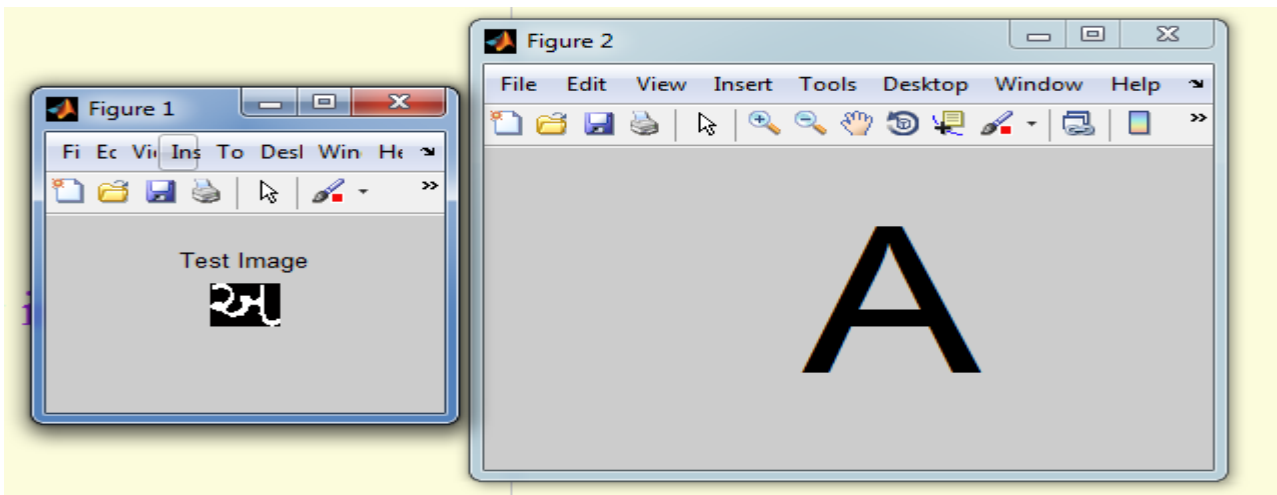 Figure 1
Fi Ec Vi Ins To Desl Win He
Test Image
અ
Figure 2
File Edit View Insert Tools Desktop Window Help
A